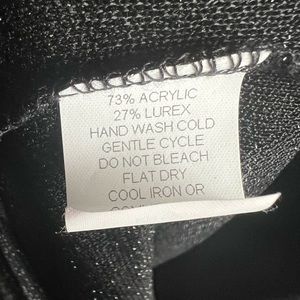 73% ACRYLIC
27% LUREX
HAND WASH COLD
GENTLE CYCLE
DO NOT BLEACH
FLAT DRY
COOL IRON OR